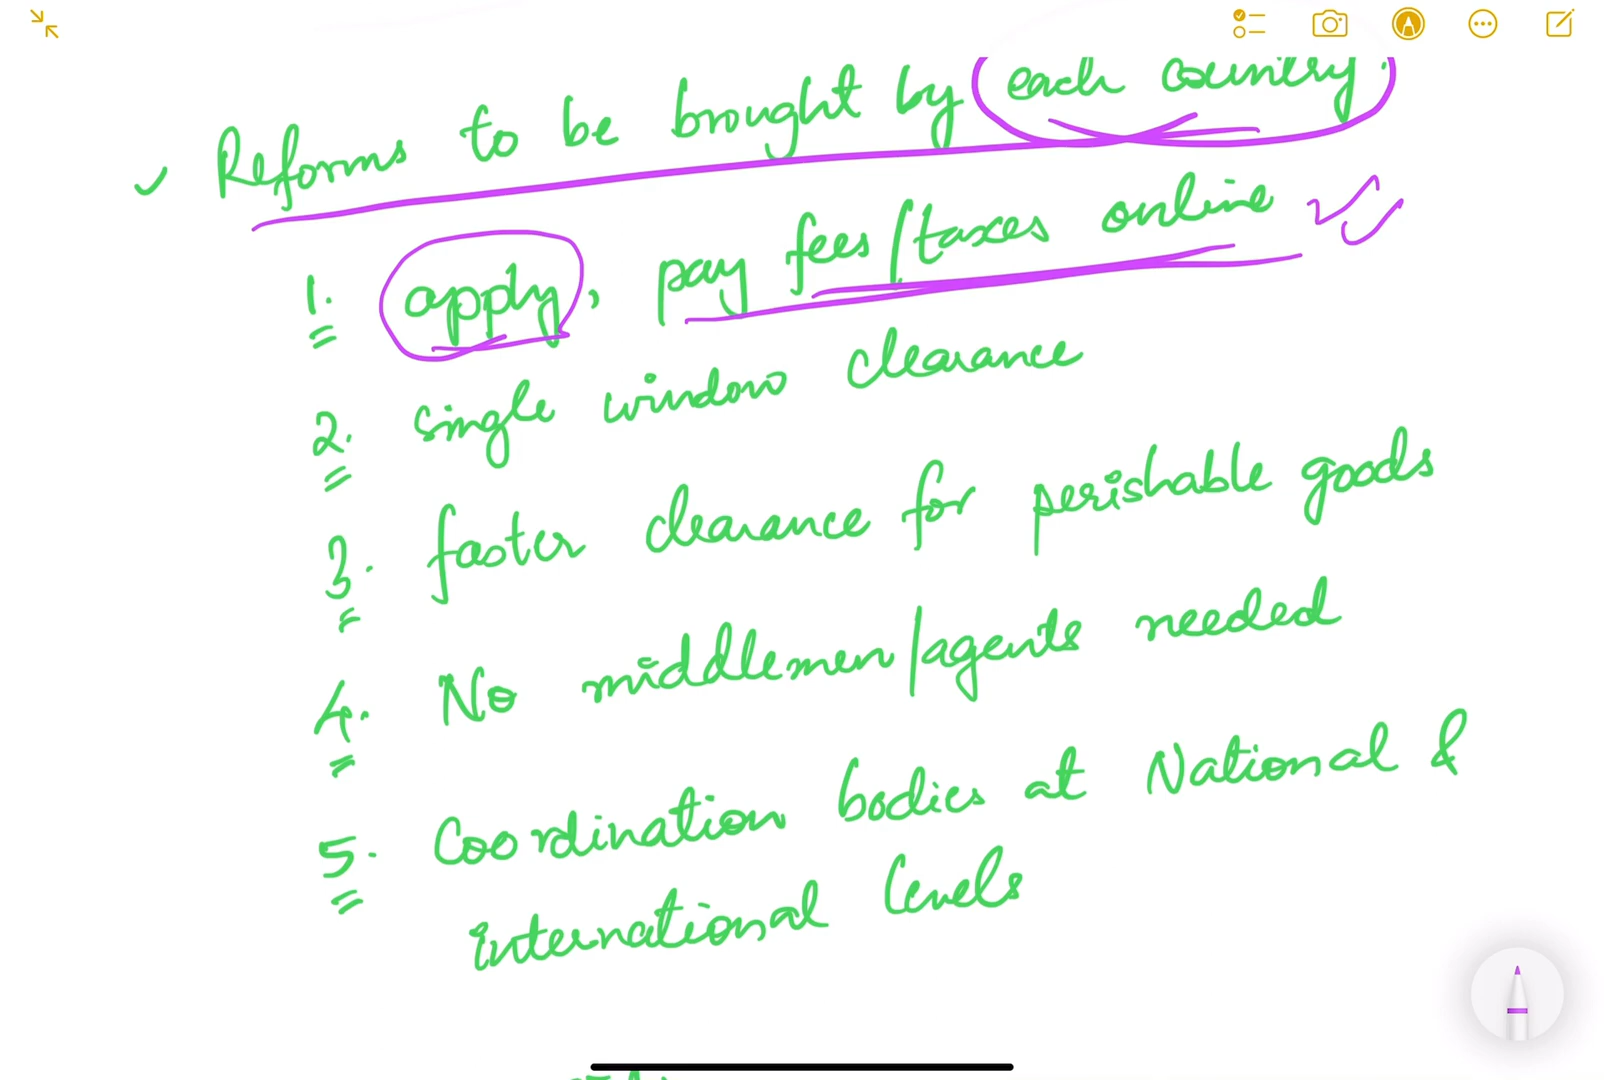 Reforms to be brought by each country.
1. apply, pay fees/taxes online
2. single window clearance
3. faster clearance for perishable goods
4. No middlemen/agents needed
5. Coordination bodies at National &
international levels